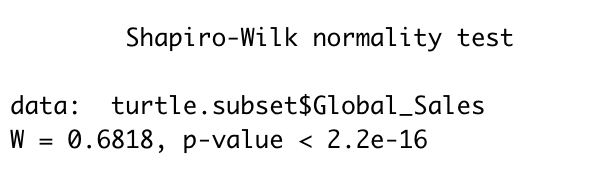 Shapiro-Wilk normality test
data:  turtle.subset$Global_Sales
W = 0.6818, p-value < 2.2e-16